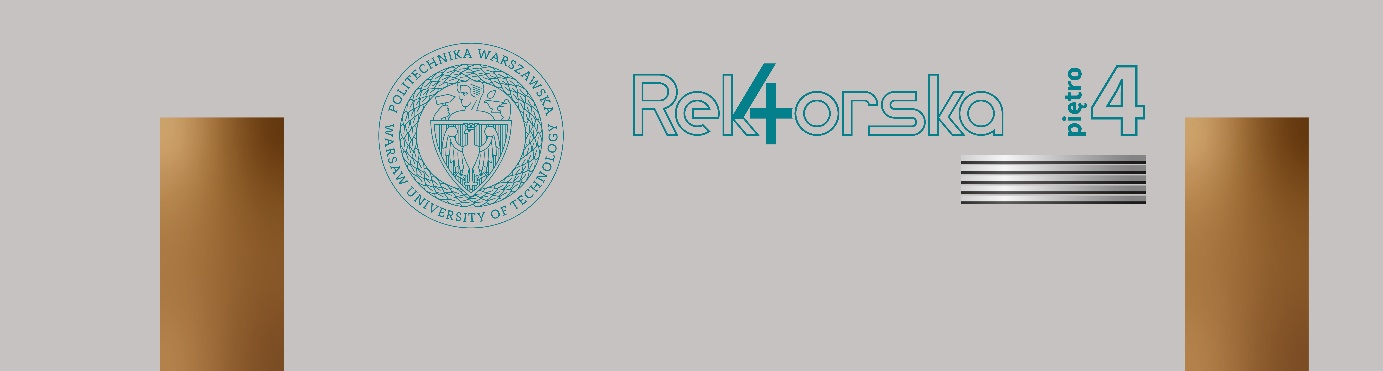 POLITECHNIKA WARSZAWSKA
WARSAW UNIVERSITY OF TECHNOLOGY
Rek4orska
piętro 4